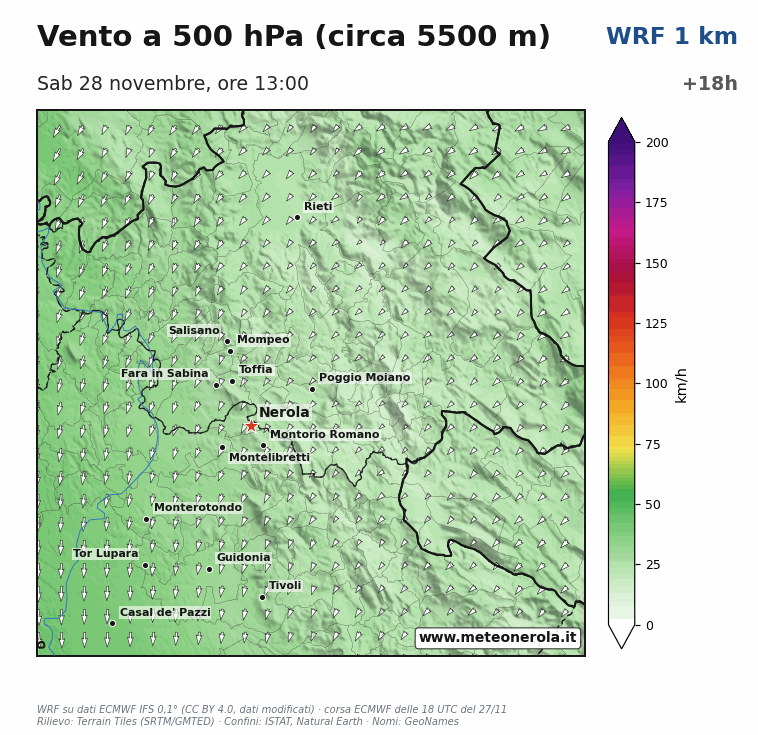 Vento a 500 hPa (circa 5500 m)
WRF 1 km
Sab 28 novembre, ore 13:00
+18h
Rieti
Salisano
Mompeo
Toffia
Fara in Sabina
Poggio Moiano
Nerola
Montorio Romano
Montelibretti
Monterotondo
Tor Lupara
Guidonia
Tivoli
Casal de' Pazzi
www.meteonerola.it
200
175
150
125
100
75
50
25
0
km/h
WRF su dati ECMWF IFS 0,1° (CC BY 4.0, dati modificati) · corsa ECMWF delle 18 UTC del 27/11
Rilievo: Terrain Tiles (SRTM/GMTED) · Confini: ISTAT, Natural Earth · Nomi: GeoNames